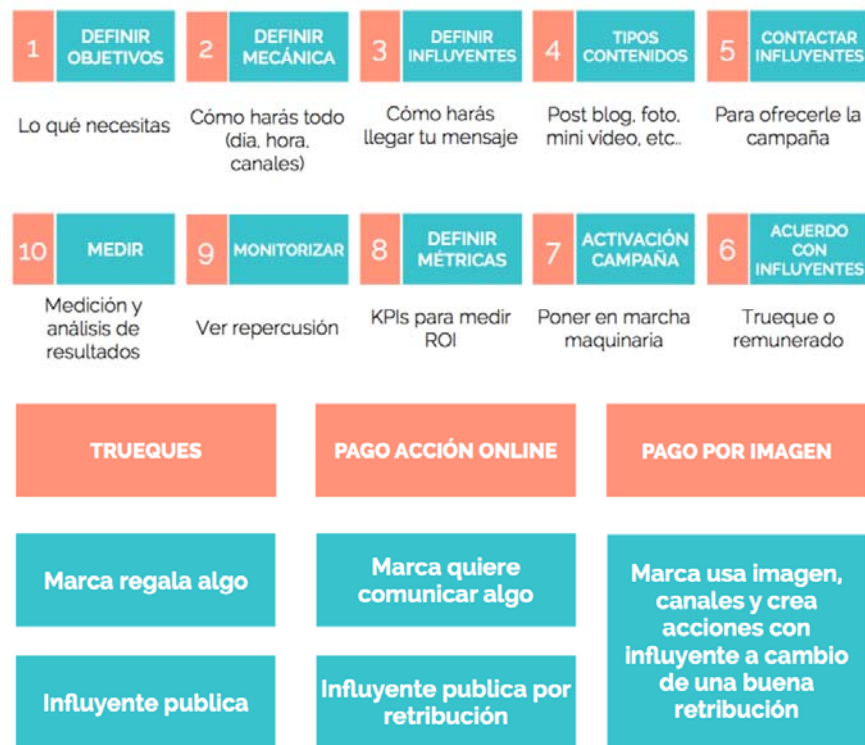 1
DEFINIR
OBJETIVOS
Lo qué necesitas
2
DEFINIR
MECÁNICA
Cómo harás todo
(día, hora,
canales)
3
DEFINIR
INFLUYENTES
Cómo harás
llegar tu mensaje
4
TIPOS
CONTENIDOS
Post blog, foto,
mini vídeo, etc..
5
CONTACTAR
INFLUYENTES
Para ofrecerle la
campaña
10
MEDIR
Medición y
análisis de
resultados
9
MONITORIZAR
Ver repercusión
8
DEFINIR
MÉTRICAS
KPIs para medir
ROI
7
ACTIVACIÓN
CAMPAÑA
Poner en marcha
maquinaria
6
ACUERDO
CON
INFLUYENTES
Trueque o
remunerado
TRUEQUES
PAGO ACCIÓN ONLINE
PAGO POR IMAGEN
Marca regala algo
Marca quiere
comunicar algo
Marca usa imagen,
canales y crea
acciones con
influyente a cambio
de una buena
retribución
Influyente publica
Influyente publica por
retribución